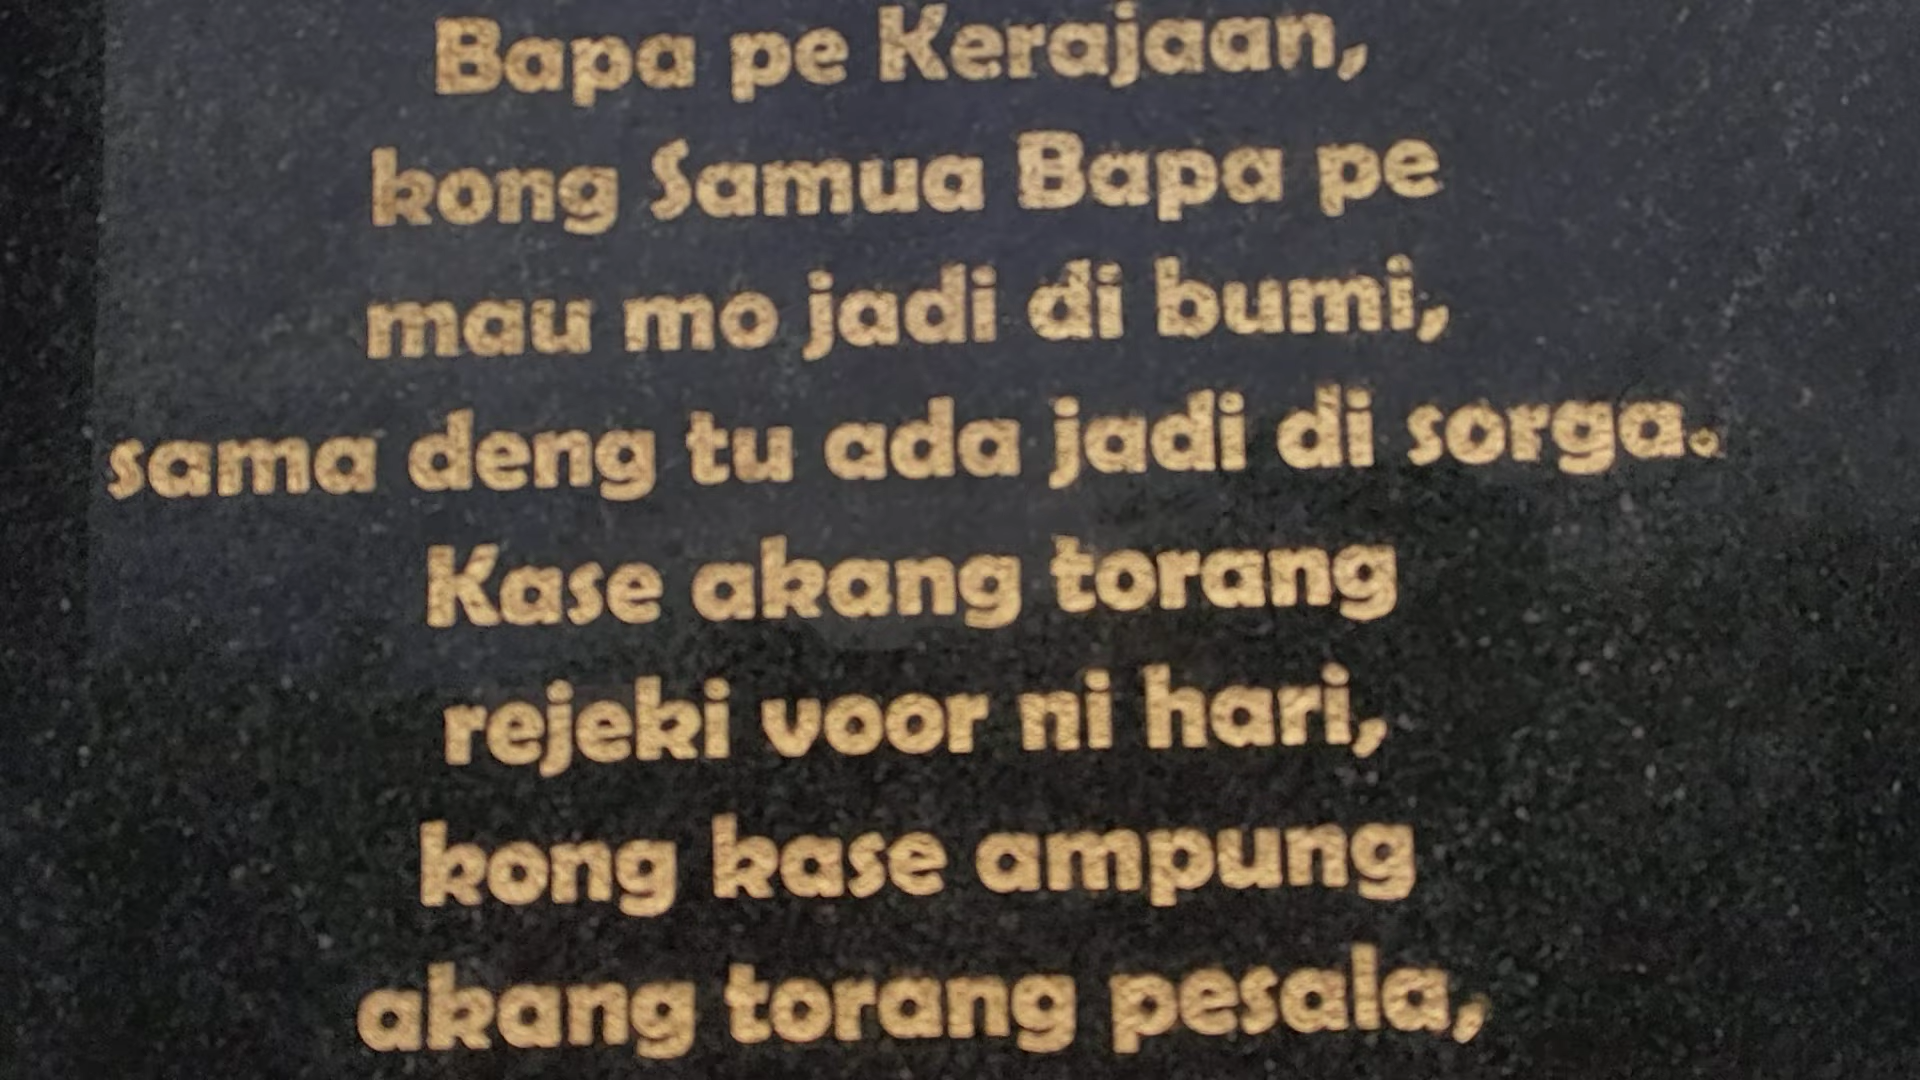 Bapa pe Kerajaan,
kong Samua Bapa pe
mau mo jadi di bumi,
sama deng tu ada jadi di sorga.
Kase akang torang
rejeki voor ni hari,
kong kase ampung
akang torang pesala,